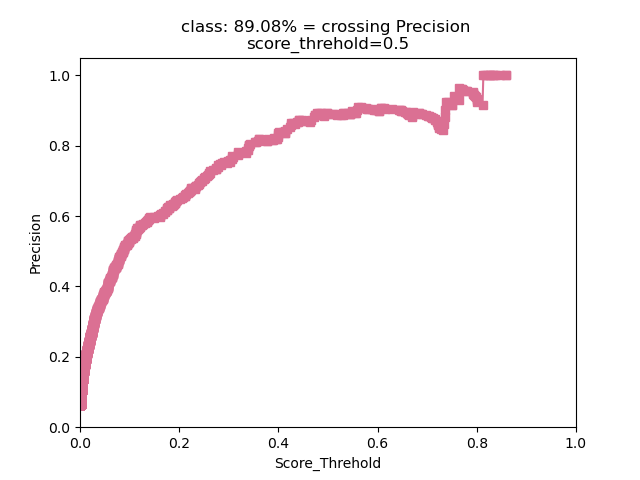 class: 89.08% = crossing Precision
score_threhold=0.5
1.0
0.8
0.6
0.4
0.2
0.0
Precision
0.0 0.2 0.4 0.6 0.8 1.0
Score_Threhold